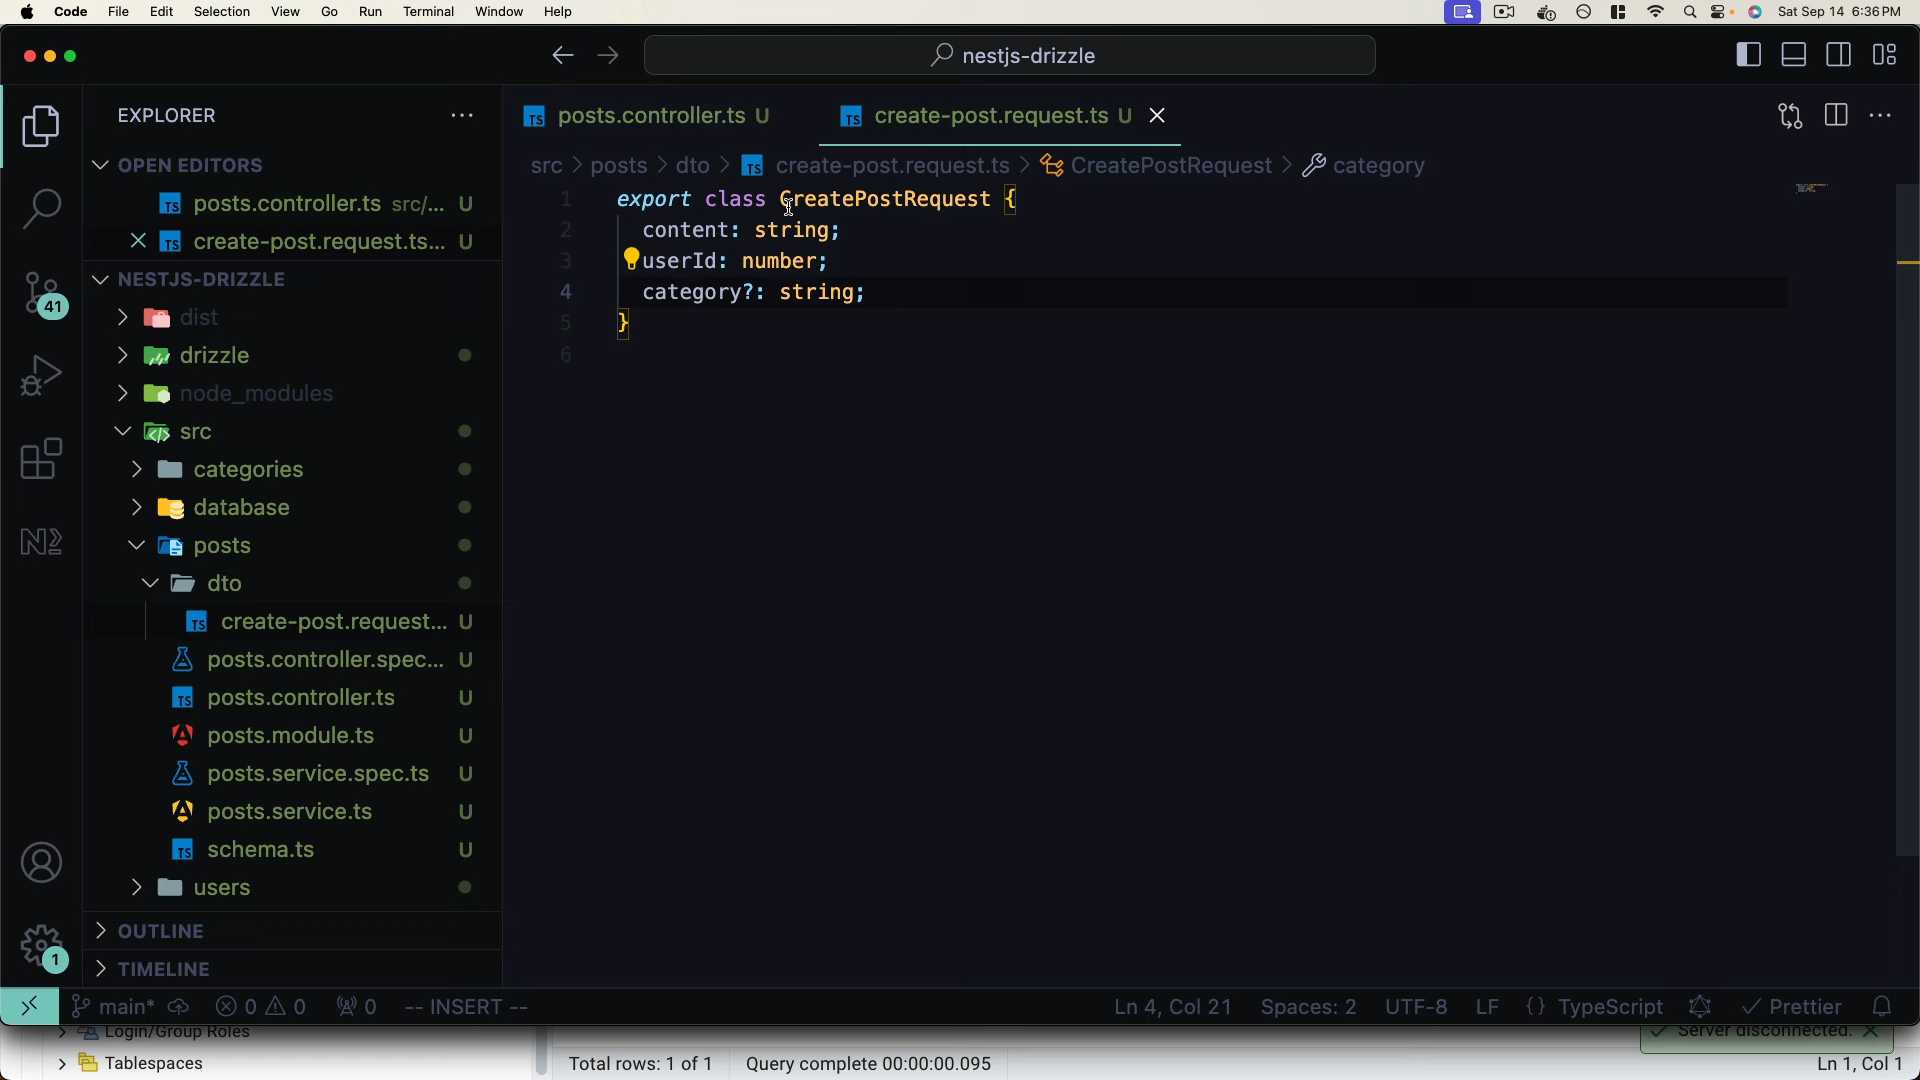 Code File Edit Selection View Go Run Terminal Window Help Sat Sep 14 6:36 PM
nestjs-drizzle
EXPLORER
OPEN EDITORS
posts.controller.ts src/... U
create-post.request.ts... U
NESTJS-DRIZZLE
dist
drizzle
node_modules
src
categories
database
posts
dto
create-post.request... U
posts.controller.spec... U
posts.controller.ts U
posts.module.ts U
posts.service.spec.ts U
posts.service.ts U
schema.ts U
users
OUTLINE
TIMELINE
41
1
posts.controller.ts U
create-post.request.ts U
src > posts > dto > create-post.request.ts > CreatePostRequest > category
1 export class CreatePostRequest {
2 content: string;
3 userId: number;
4 category?: string;
5 }
6
main* 0 0 0 -- INSERT -- Ln 4, Col 21 Spaces: 2 UTF-8 LF {} TypeScript Prettier
Login/Group Roles
Server disconnected.
Tablespaces
Total rows: 1 of 1 Query complete 00:00:00.095 Ln 1, Col 1